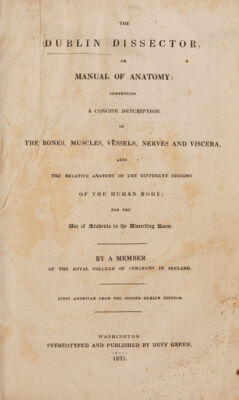 THE
DUBLIN DISSECTOR,
OR
MANUAL OF ANATOMY:
COMPRISING
A CONCISE DESCRIPTION
OF
THE BONES, MUSCLES, VESSELS, NERVES AND VISCERA,
ALSO
THE RELATIVE ANATOMY OF THE DIFFERENT REGIONS
OF THE HUMAN BODY;
FOR THE
Use of Students in the Dissecting Room.
BY A MEMBER
OF THE ROYAL COLLEGE OF SURGEONS IN IRELAND.
FIRST AMERICAN FROM THE SECOND DUBLIN EDITION.
WASHINGTON:
STEREOTYPED AND PUBLISHED BY DUFF GREEN.
1835.